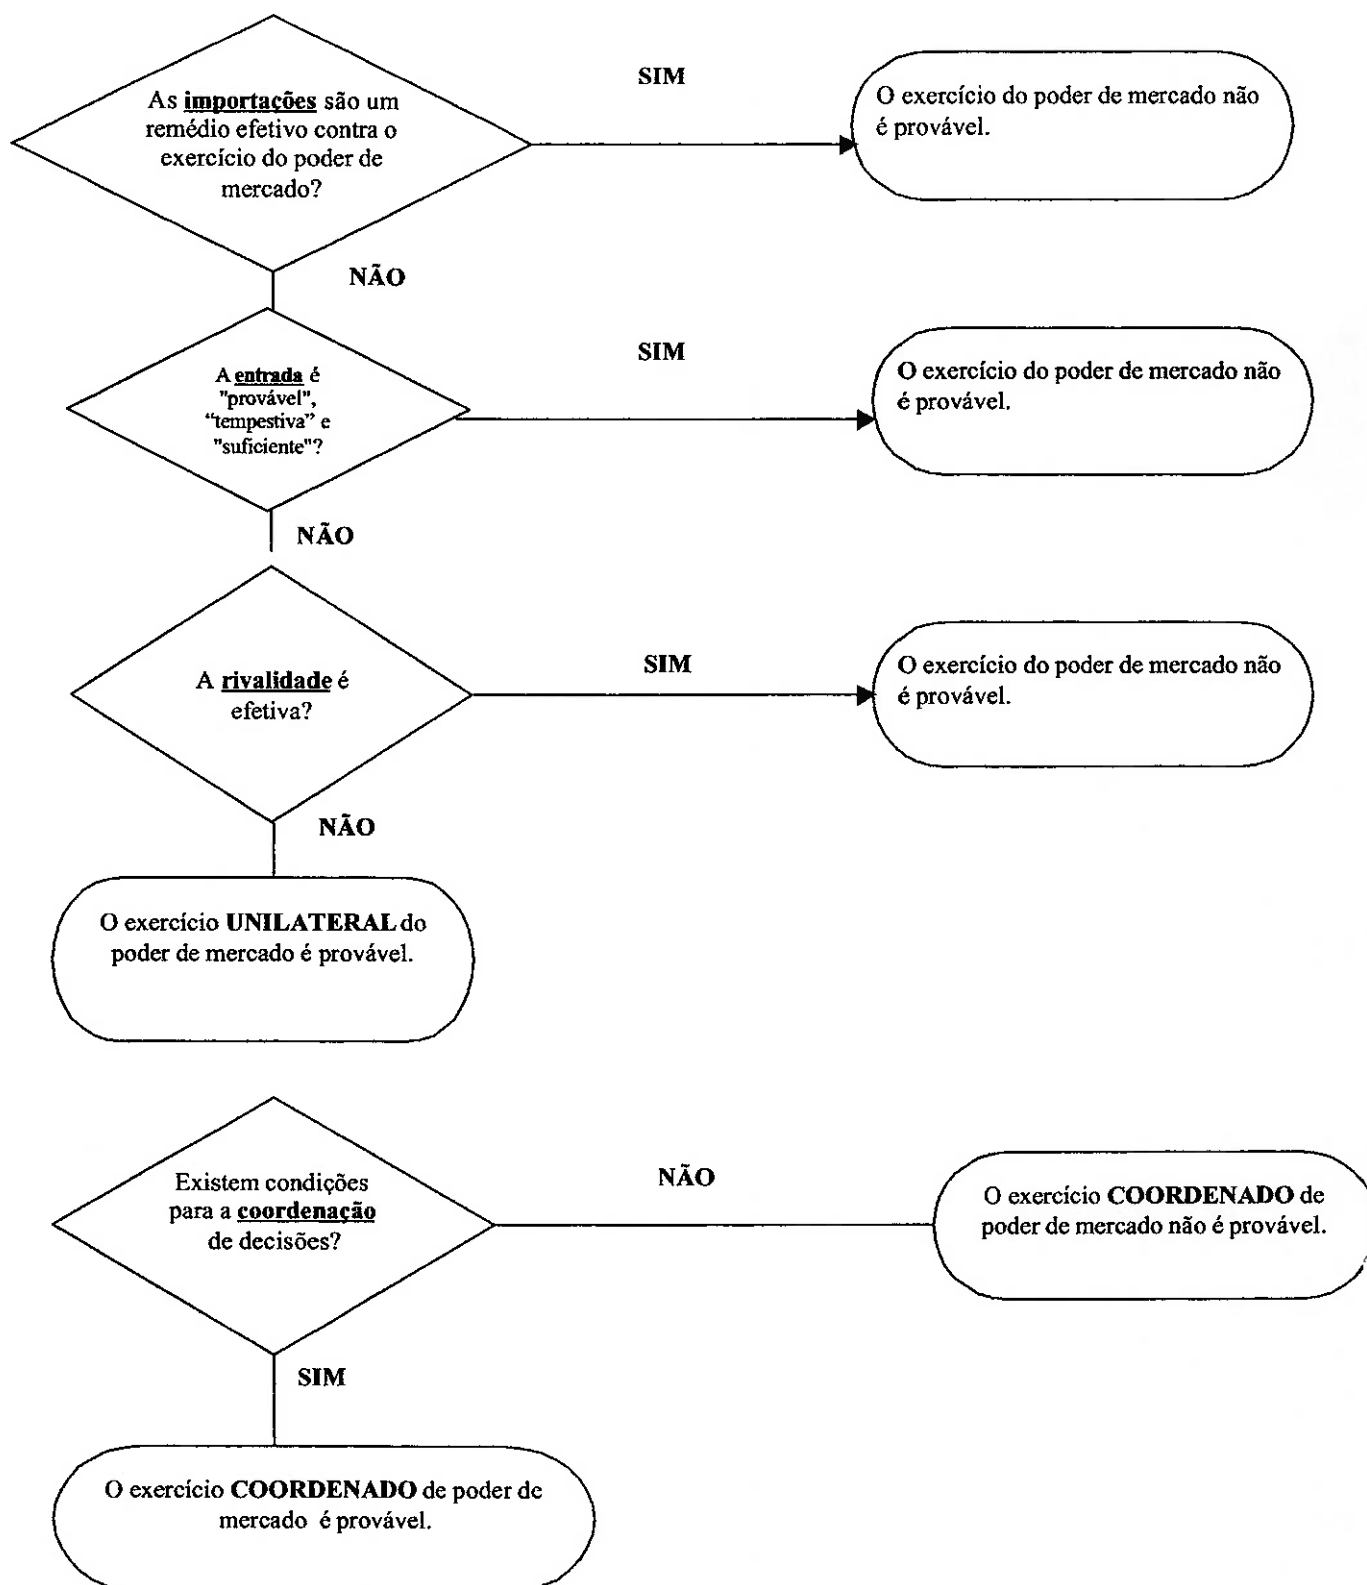 As importações são um
remédio efetivo contra o
exercício do poder de
mercado?
SIM
O exercício do poder de mercado não
é provável.
NÃO
A entrada é
"provável",
“tempestiva” e
"suficiente"?
SIM
O exercício do poder de mercado não
é provável.
NÃO
A rivalidade é
efetiva?
SIM
O exercício do poder de mercado não
é provável.
NÃO
O exercício UNILATERAL do
poder de mercado é provável.
Existem condições
para a coordenação
de decisões?
NÃO
O exercício COORDENADO de
poder de mercado não é provável.
SIM
O exercício COORDENADO de poder de
mercado é provável.